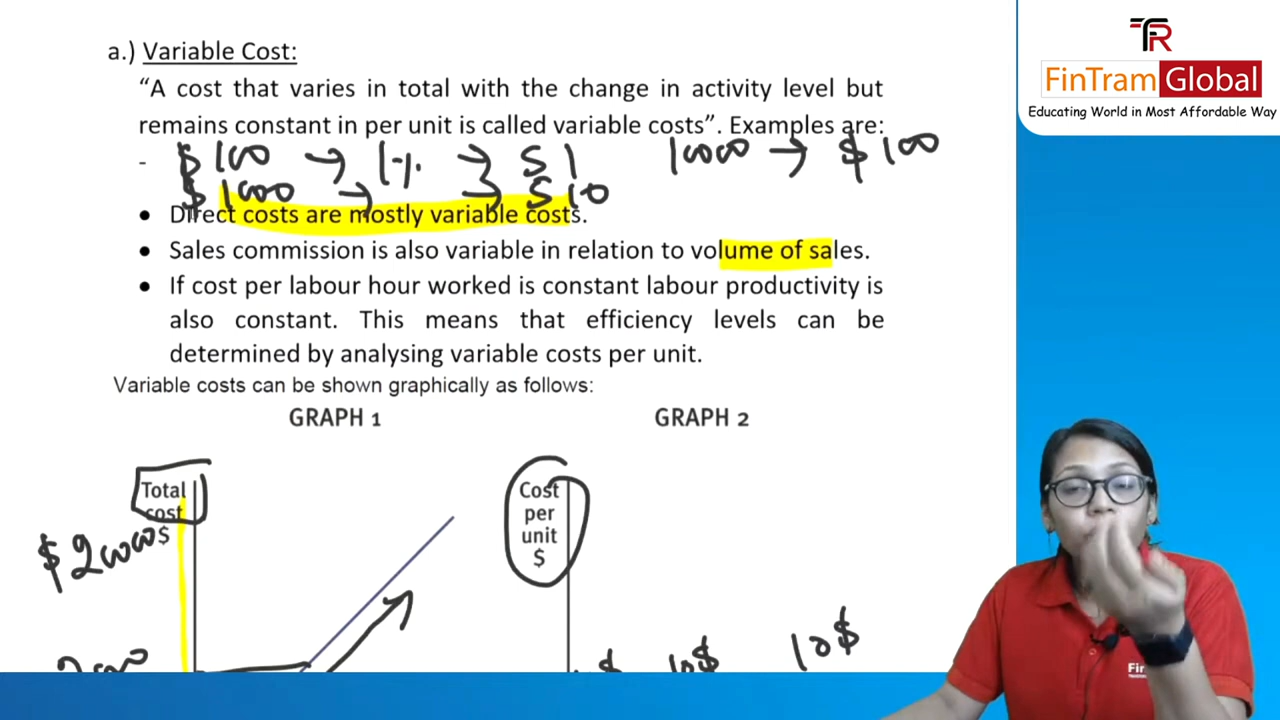 a.) Variable Cost:
“A cost that varies in total with the change in activity level but
remains constant in per unit is called variable costs”. Examples are:
- $100 → 1% → $1 10000 → $100
$1000 → → $10
• Direct costs are mostly variable costs.
• Sales commission is also variable in relation to volume of sales.
• If cost per labour hour worked is constant labour productivity is
also constant. This means that efficiency levels can be
determined by analysing variable costs per unit.
Variable costs can be shown graphically as follows:
GRAPH 1
GRAPH 2
Total
cost
$
Cost
per
unit
$
10$ 10$
TR
FinTram Global
Educating World in Most Affordable Way